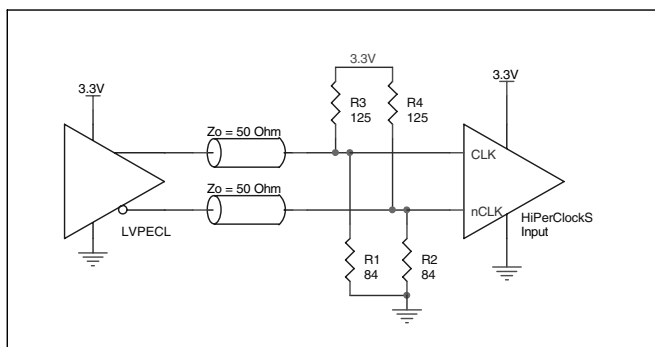 3.3V
3.3V
R3
125
R4
125
3.3V
Zo = 50 Ohm
CLK
Zo = 50 Ohm
nCLK
HiPerClockS
Input
LVPECL
R1
84
R2
84